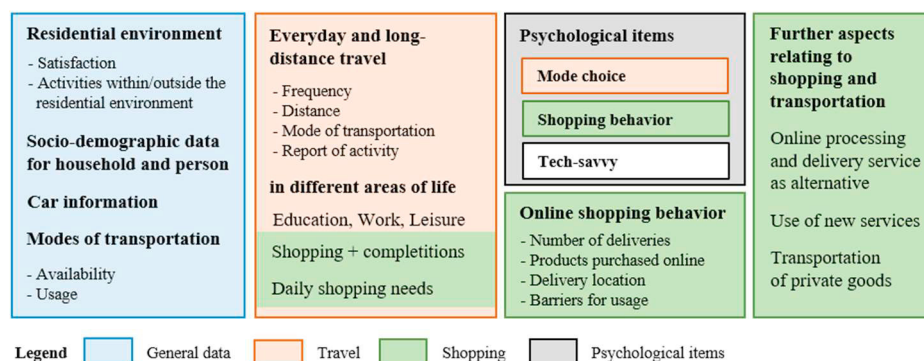 Residential environment
- Satisfaction
- Activities within/outside the
residential environment
Socio-demographic data
for household and person
Car information
Modes of transportation
- Availability
- Usage
Everyday and long-
distance travel
- Frequency
- Distance
- Mode of transportation
- Report of activity
in different areas of life
Education, Work, Leisure
Shopping + completitions
Daily shopping needs
Psychological items
Mode choice
Shopping behavior
Tech-savvy
Online shopping behavior
- Number of deliveries
- Products purchased online
- Delivery location
- Barriers for usage
Further aspects
relating to
shopping and
transportation
Online processing
and delivery service
as alternative
Use of new services
Transportation
of private goods
Legend General data Travel Shopping Psychological items